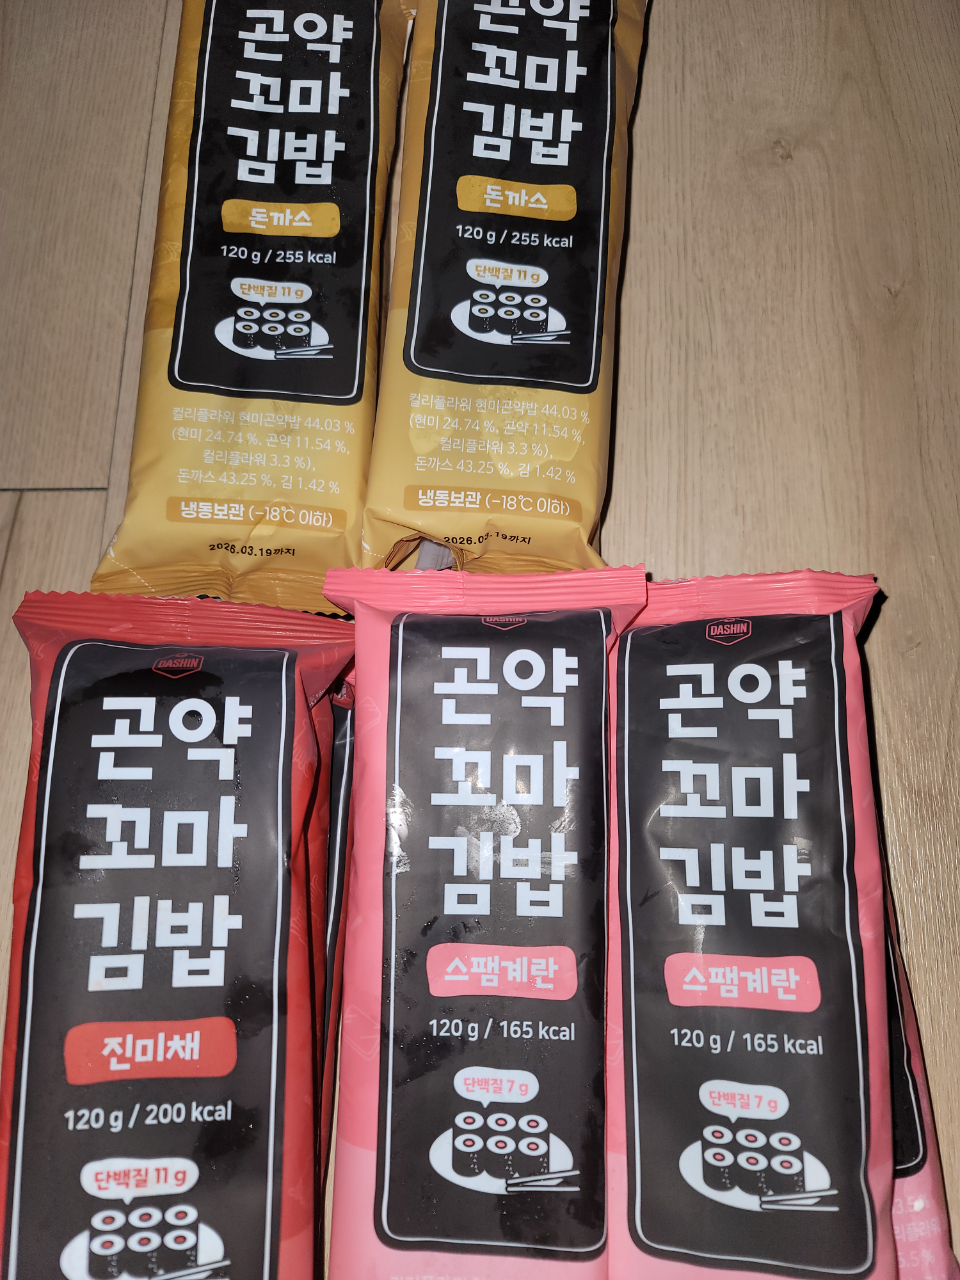 곤약
꼬마
김밥
돈까스
120 g / 255 kcal
단백질 11 g
컬리플라워 현미곤약밥 44.03 %
(현미 24.74 %, 곤약 11.54 %,
컬리플라워 3.3 %),
돈까스 43.25 %, 김 1.42 %
냉동보관 (-18℃ 이하)
2026.03.19까지
곤약
꼬마
김밥
돈까스
120 g / 255 kcal
단백질 11 g
컬리플라워 현미곤약밥 44.03 %
(현미 24.74 %, 곤약 11.54 %,
컬리플라워 3.3 %),
돈까스 43.25 %, 김 1.42 %
냉동보관 (-18℃ 이하)
2026.03.19까지
DASHIN
곤약
꼬마
김밥
진미채
120 g / 200 kcal
단백질 11 g
DASHIN
곤약
꼬마
김밥
스팸계란
120 g / 165 kcal
단백질 7 g
DASHIN
곤약
꼬마
김밥
스팸계란
120 g / 165 kcal
단백질 7 g